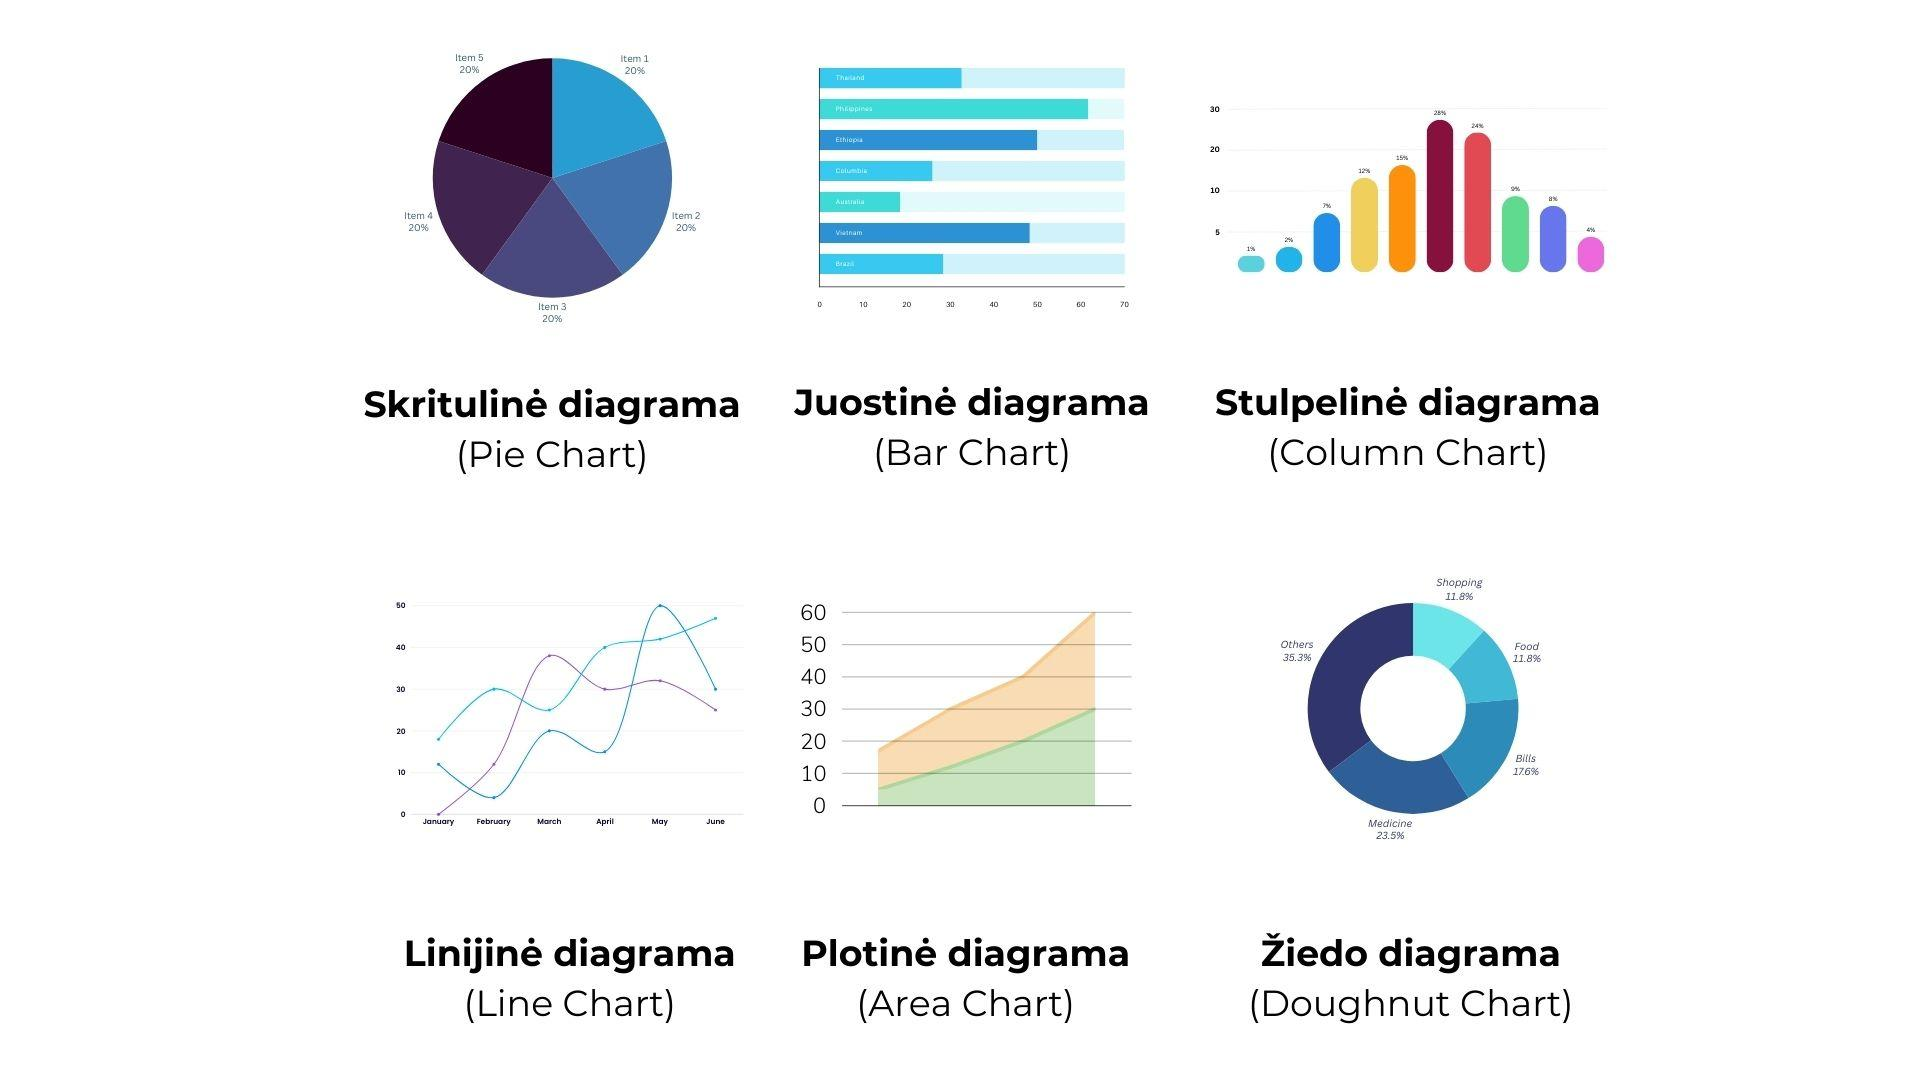 Item 5
20%
Item 1
20%
Item 4
20%
Item 2
20%
Item 3
20%
Thailand
Philippines
Ethiopia
Columbia
Australia
Vietnam
Brazil
0 10 20 30 40 50 60 70
30
20
10
5
1%
2%
7%
12%
15%
28%
24%
9%
8%
4%
Skritulinė diagrama
(Pie Chart)
Juostinė diagrama
(Bar Chart)
Stulpelinė diagrama
(Column Chart)
50
40
30
20
10
0
January February March April May June
60
50
40
30
20
10
0
Shopping
11.8%
Food
11.8%
Others
35.3%
Bills
17.6%
Medicine
23.5%
Linijinė diagrama
(Line Chart)
Plotinė diagrama
(Area Chart)
Žiedo diagrama
(Doughnut Chart)